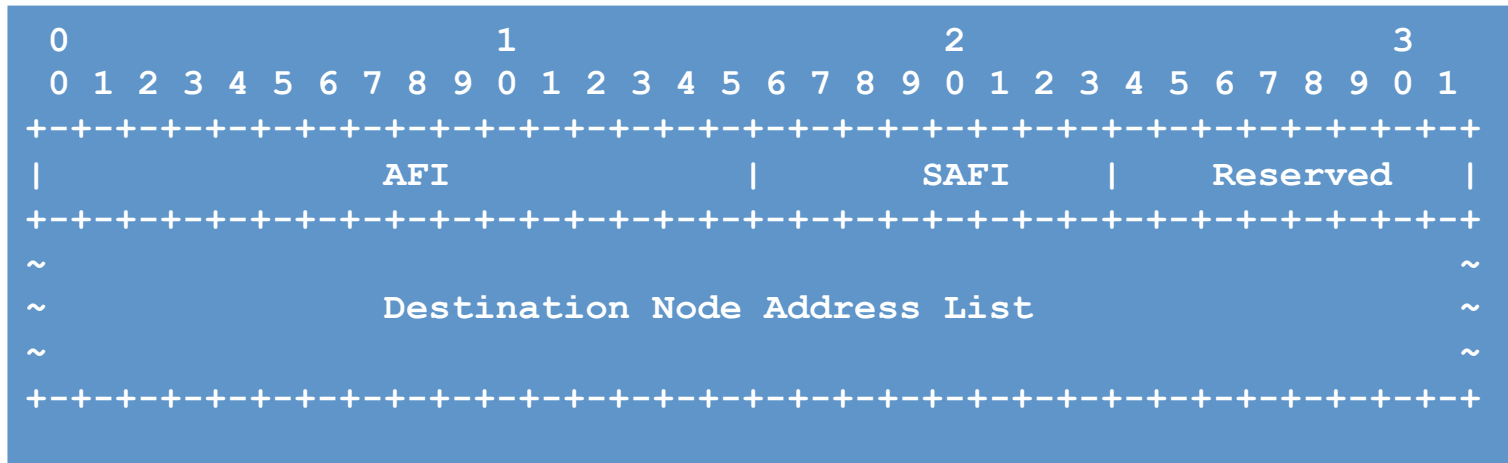 0                   1                   2                   3
0 1 2 3 4 5 6 7 8 9 0 1 2 3 4 5 6 7 8 9 0 1 2 3 4 5 6 7 8 9 0 1
+-+-+-+-+-+-+-+-+-+-+-+-+-+-+-+-+-+-+-+-+-+-+-+-+-+-+-+-+-+-+-+-+
|               AFI             |       SAFI    |    Reserved   |
+-+-+-+-+-+-+-+-+-+-+-+-+-+-+-+-+-+-+-+-+-+-+-+-+-+-+-+-+-+-+-+-+
~                                                               ~
~               Destination Node Address List                   ~
~                                                               ~
+-+-+-+-+-+-+-+-+-+-+-+-+-+-+-+-+-+-+-+-+-+-+-+-+-+-+-+-+-+-+-+-+